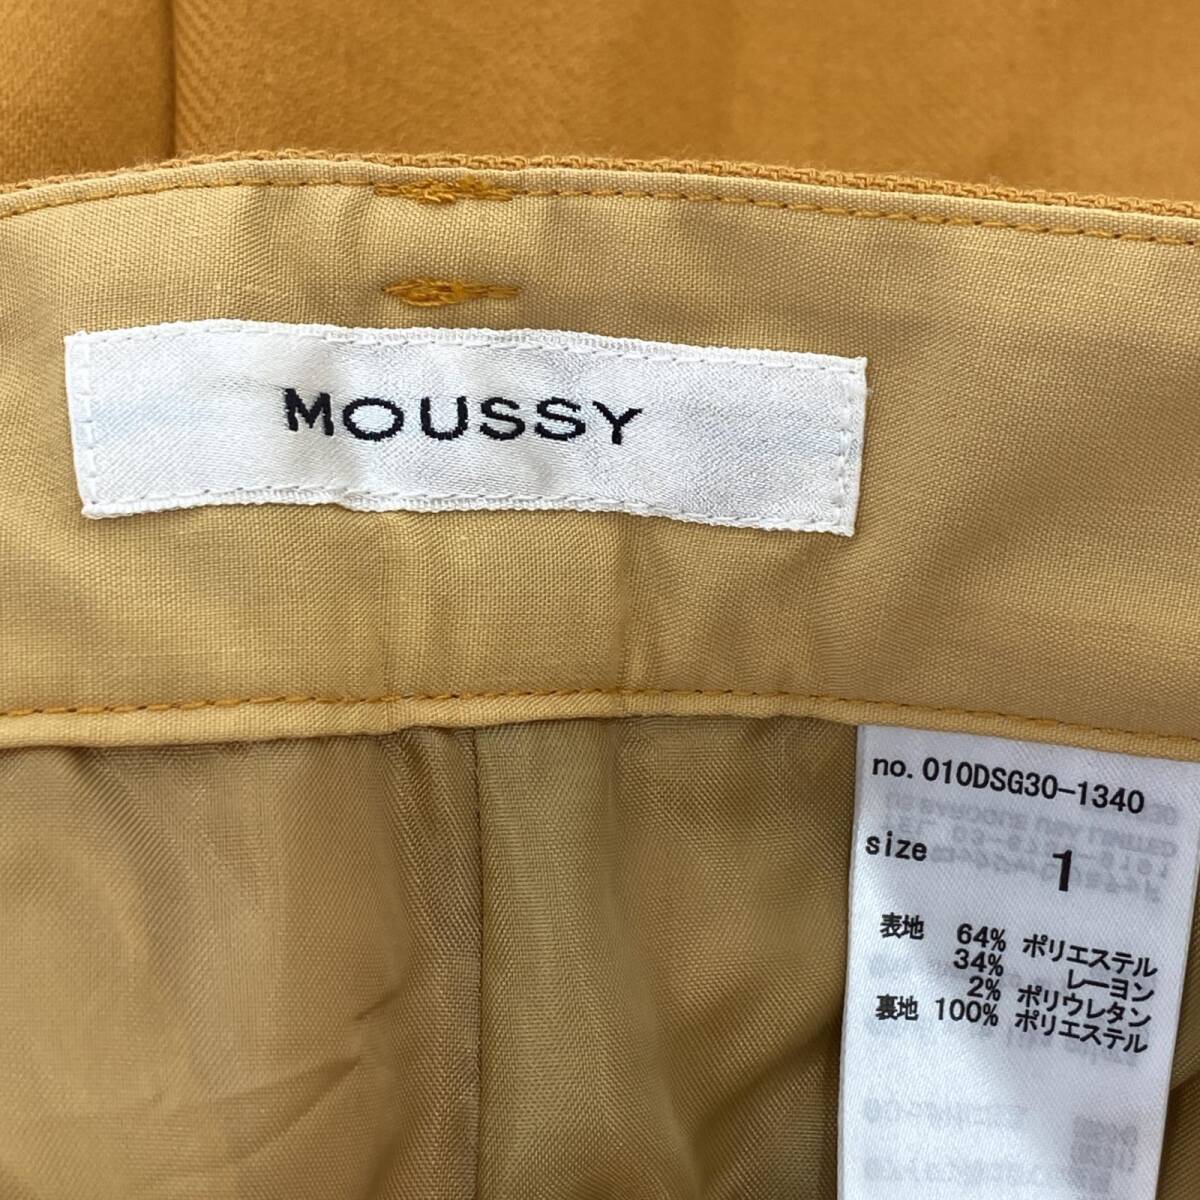 MOUSSY
no. 010DSG30-1340
size 1
表地 64% ポリエステル
34% レーヨン
2% ポリウレタン
裏地 100% ポリエステル